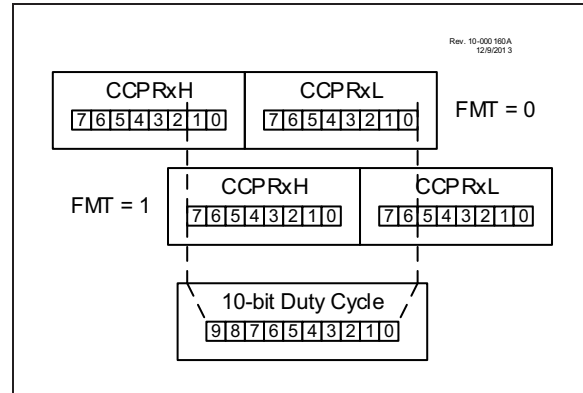 Rev. 10-000 160A
12/9/2013
CCPRxH CCPRxL
7 6 5 4 3 2 1 0 7 6 5 4 3 2 1 0 FMT = 0
CCPRxH CCPRxL
FMT = 1 7 6 5 4 3 2 1 0 7 6 5 4 3 2 1 0
10-bit Duty Cycle
9 8 7 6 5 4 3 2 1 0